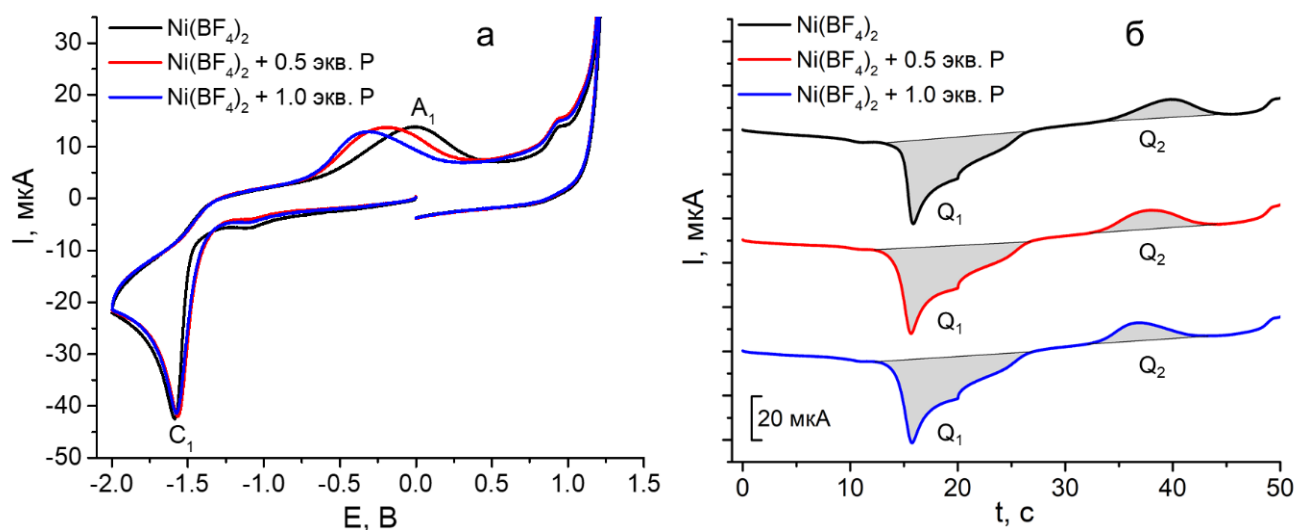 а
Ni(BF₄)₂
Ni(BF₄)₂ + 0.5 экв. P
Ni(BF₄)₂ + 1.0 экв. P
A₁
C₁
I, мкА
30
20
10
0
-10
-20
-30
-40
-50
-2.0 -1.5 -1.0 -0.5 0.0 0.5 1.0 1.5
E, В
б
Ni(BF₄)₂
Ni(BF₄)₂ + 0.5 экв. P
Ni(BF₄)₂ + 1.0 экв. P
Q₂
Q₁
Q₂
Q₁
Q₂
Q₁
20 мкА
I, мкА
0 10 20 30 40 50
t, с